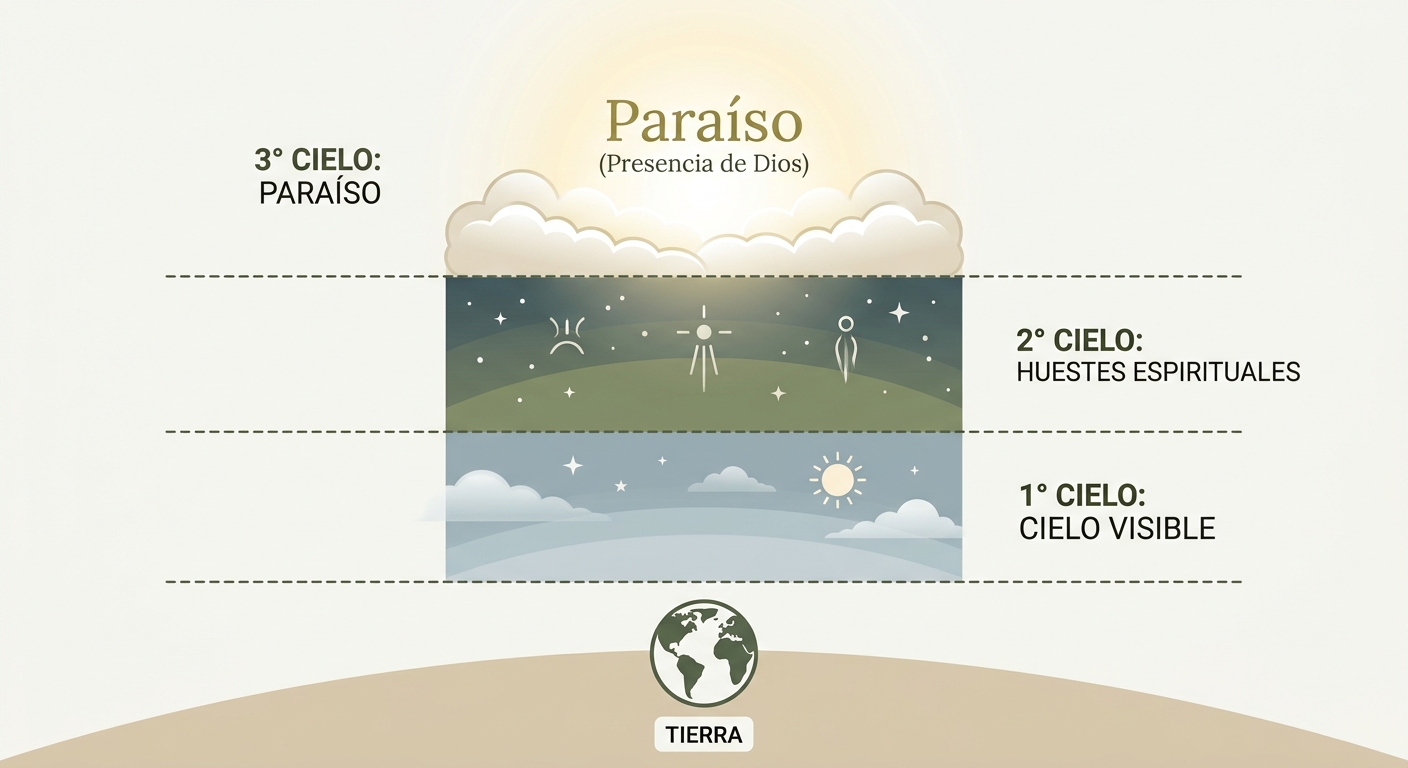 Paraíso
(Presencia de Dios)
3° CIELO:
PARAÍSO
2° CIELO:
HUESTES ESPIRITUALES
1° CIELO:
CIELO VISIBLE
TIERRA